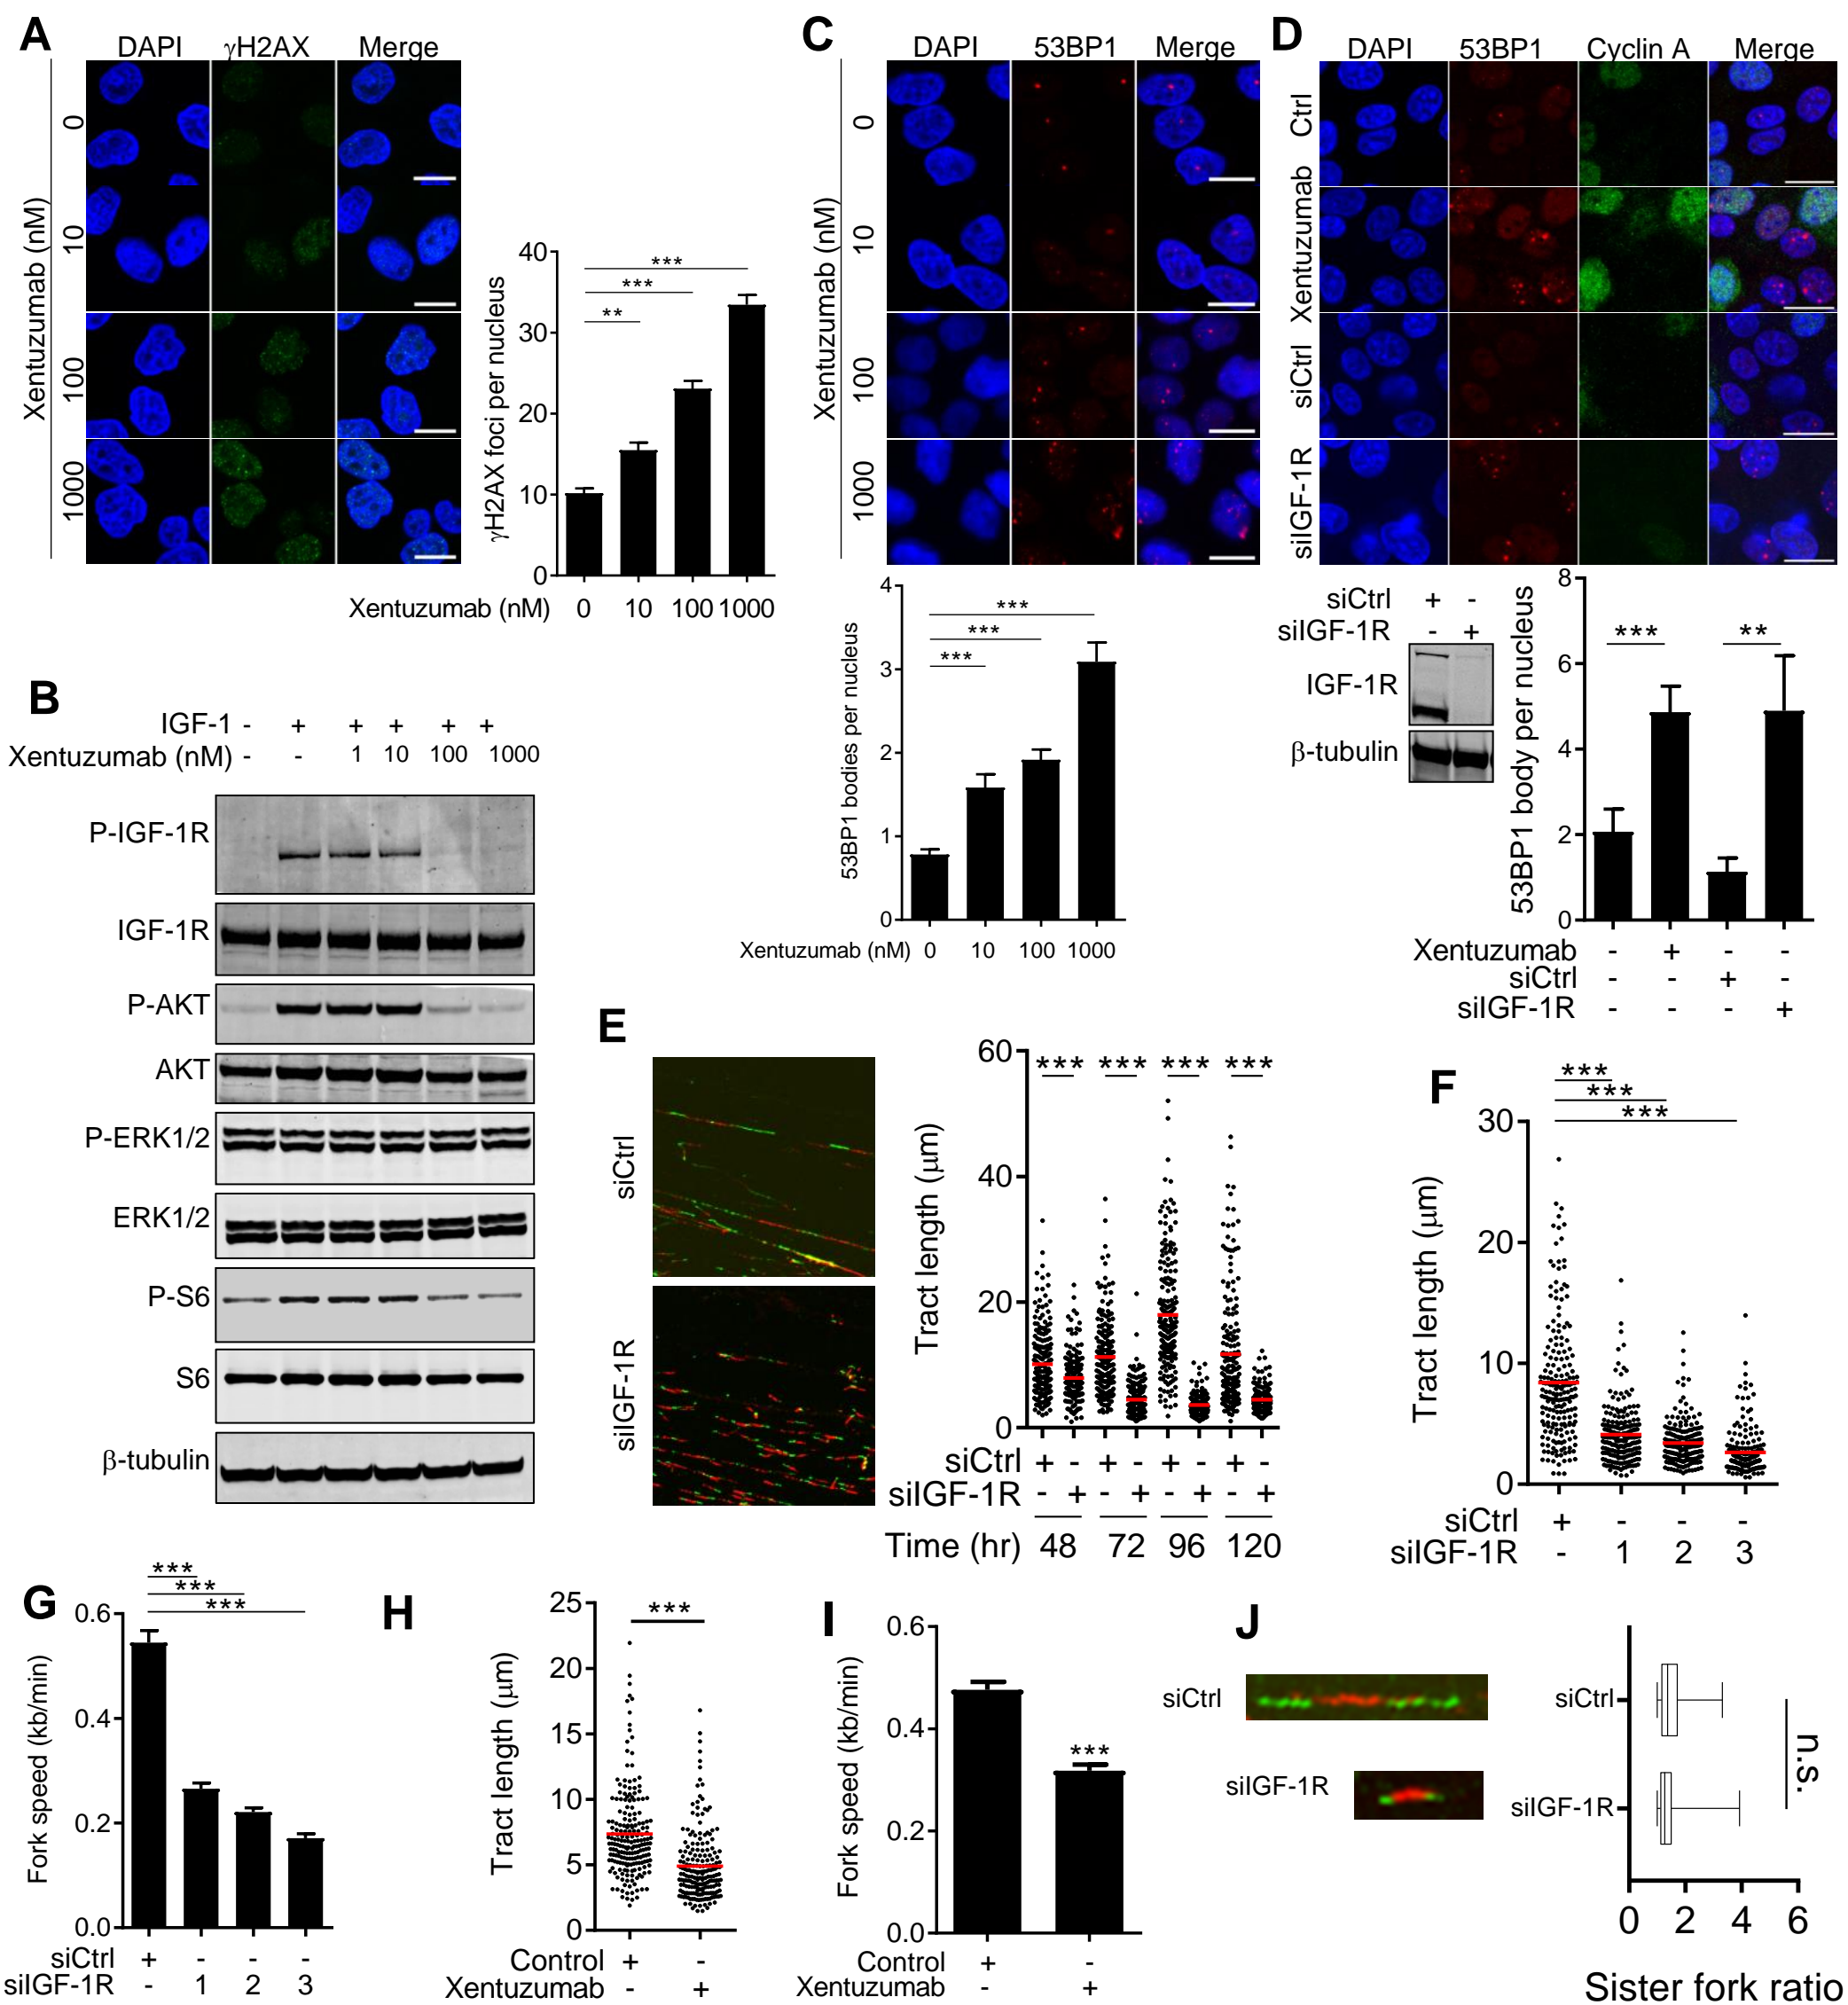 A
DAPI γH2AX Merge
Xentuzumab (nM)
0
10
100
1000
γH2AX foci per nucleus
40
30
20
10
0
***
***
**
Xentuzumab (nM) 0 10 100 1000
B
IGF-1 - + + + + +
Xentuzumab (nM) - - 1 10 100 1000
P-IGF-1R
IGF-1R
P-AKT
AKT
P-ERK1/2
ERK1/2
P-S6
S6
β-tubulin
C
DAPI 53BP1 Merge
Xentuzumab (nM)
0
10
100
1000
53BP1 bodies per nucleus
4
3
2
1
0
***
***
***
Xentuzumab (nM) 0 10 100 1000
D
DAPI 53BP1 Cyclin A Merge
Ctrl
Xentuzumab
siCtrl
siIGF-1R
siCtrl + -
siIGF-1R - +
IGF-1R
β-tubulin
53BP1 body per nucleus
8
6
4
2
0
*** **
Xentuzumab - + - -
siCtrl - - + -
siIGF-1R - - - +
E
siCtrl
siIGF-1R
Tract length (μm)
60
40
20
0
*** *** *** ***
siCtrl + - + - + - + -
siIGF-1R - + - + - + - +
Time (hr) 48 72 96 120
F
***
***
***
Tract length (μm)
30
20
10
0
siCtrl + - - -
siIGF-1R - 1 2 3
G
***
***
***
Fork speed (kb/min)
0.6
0.4
0.2
0.0
siCtrl + - - -
siIGF-1R - 1 2 3
H
***
Tract length (μm)
25
20
15
10
5
0
Control + -
Xentuzumab - +
I
Fork speed (kb/min)
0.6
0.4
0.2
0.0
***
Control + -
Xentuzumab - +
J
siCtrl
siIGF-1R
siCtrl
siIGF-1R
n.s.
0 2 4 6
Sister fork ratio